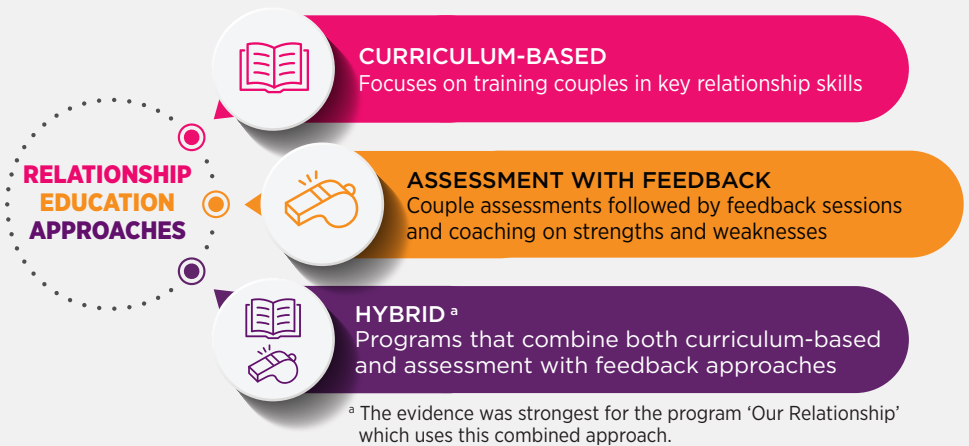 RELATIONSHIP
EDUCATION
APPROACHES
CURRICULUM-BASED
Focuses on training couples in key relationship skills
ASSESSMENT WITH FEEDBACK
Couple assessments followed by feedback sessions
and coaching on strengths and weaknesses
HYBRID ᵃ
Programs that combine both curriculum-based
and assessment with feedback approaches
ᵃ The evidence was strongest for the program ‘Our Relationship’
which uses this combined approach.